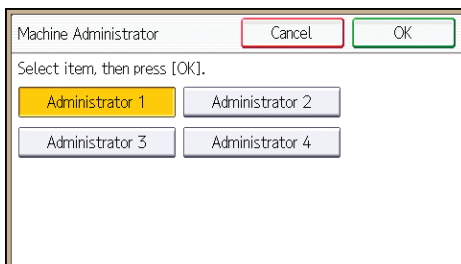 Machine Administrator Cancel OK
Select item, then press [OK].
Administrator 1 Administrator 2
Administrator 3 Administrator 4